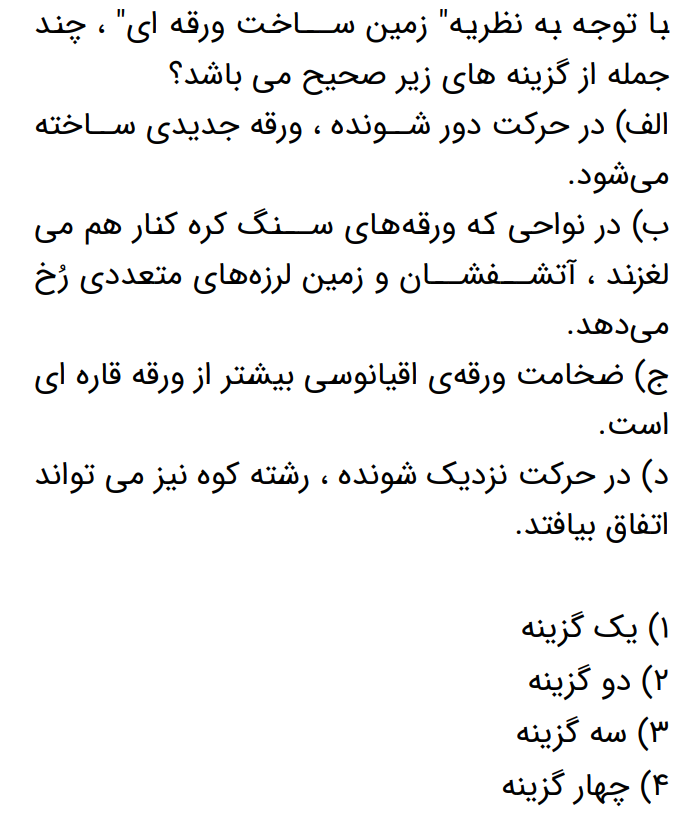 با توجه به نظریه" زمین ساخت ورقه ای" ، چند
جمله از گزینه های زیر صحیح می باشد؟
الف) در حرکت دور شونده ، ورقه جدیدی ساخته
می‌شود.
ب) در نواحی که ورقه‌های سنگ کره کنار هم می
لغزند ، آتشفشان و زمین لرزه‌های متعددی رُخ
می‌دهد.
ج) ضخامت ورقه‌ی اقیانوسی بیشتر از ورقه قاره ای
است.
د) در حرکت نزدیک شونده ، رشته کوه نیز می تواند
اتفاق بیافتد.
۱) یک گزینه
۲) دو گزینه
۳) سه گزینه
۴) چهار گزینه